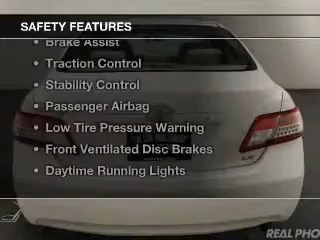 SAFETY FEATURES
• Brake Assist
• Traction Control
• Stability Control
• Passenger Airbag
• Low Tire Pressure Warning
• Front Ventilated Disc Brakes
• Daytime Running Lights
LE
REAL PHO